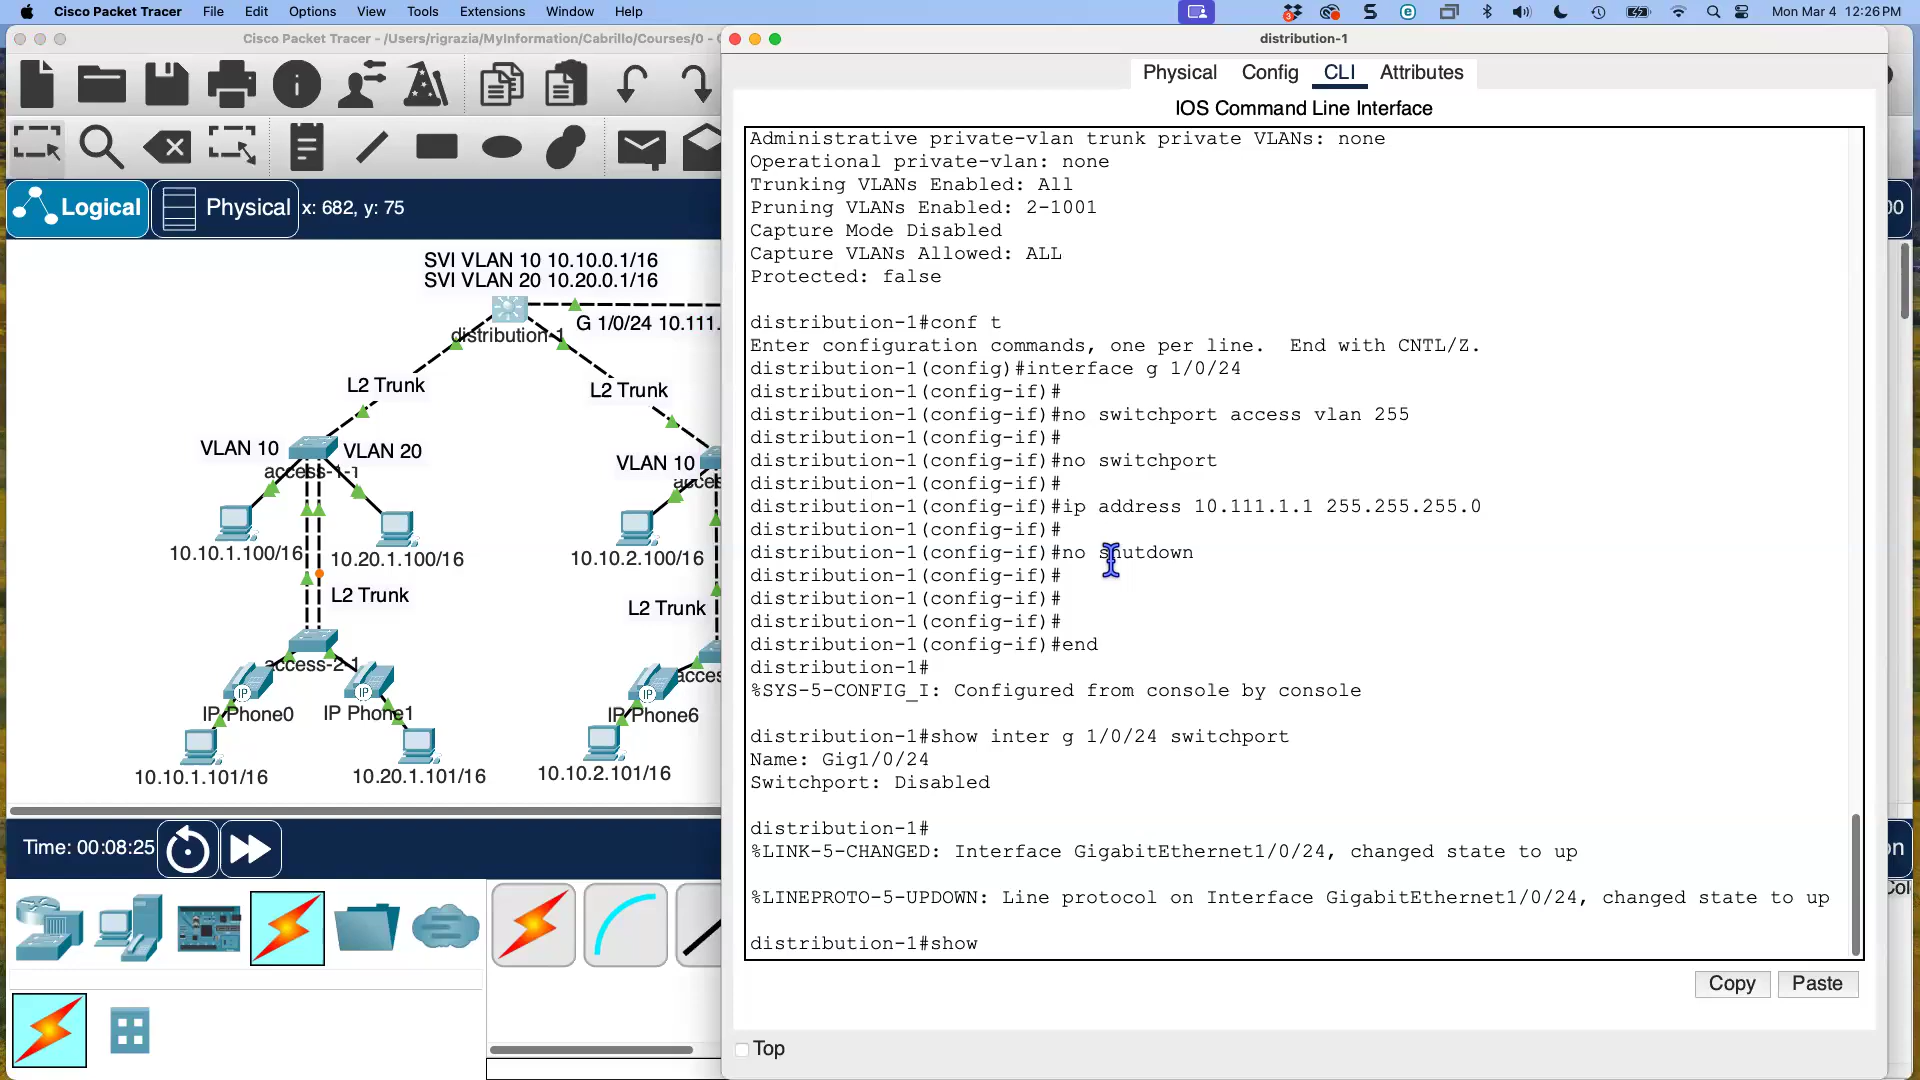 Cisco Packet Tracer File Edit Options View Tools Extensions Window Help
Mon Mar 4 12:26 PM
Cisco Packet Tracer - /Users/rigrazia/MyInformation/Cabrillo/Courses/0 - C
distribution-1
Physical Config CLI Attributes
IOS Command Line Interface
Logical
Physical
x: 682, y: 75
00
SVI VLAN 10 10.10.0.1/16
SVI VLAN 20 10.20.0.1/16
G 1/0/24 10.111.
distribution-1
L2 Trunk
L2 Trunk
VLAN 10
VLAN 20
access-1-1
VLAN 10
acces
10.10.1.100/16
10.20.1.100/16
10.10.2.100/16
L2 Trunk
L2 Trunk
access-2-1
acces
IP
IP
IP
IP Phone0
IP Phone1
IP Phone6
10.10.1.101/16
10.20.1.101/16
10.10.2.101/16
Time: 00:08:25
Administrative private-vlan trunk private VLANs: none
Operational private-vlan: none
Trunking VLANs Enabled: All
Pruning VLANs Enabled: 2-1001
Capture Mode Disabled
Capture VLANs Allowed: ALL
Protected: false
distribution-1#conf t
Enter configuration commands, one per line. End with CNTL/Z.
distribution-1(config)#interface g 1/0/24
distribution-1(config-if)#
distribution-1(config-if)#no switchport access vlan 255
distribution-1(config-if)#
distribution-1(config-if)#no switchport
distribution-1(config-if)#
distribution-1(config-if)#ip address 10.111.1.1 255.255.255.0
distribution-1(config-if)#
distribution-1(config-if)#no shutdown
distribution-1(config-if)#
distribution-1(config-if)#
distribution-1(config-if)#
distribution-1(config-if)#end
distribution-1#
%SYS-5-CONFIG_I: Configured from console by console
distribution-1#show inter g 1/0/24 switchport
Name: Gig1/0/24
Switchport: Disabled
distribution-1#
%LINK-5-CHANGED: Interface GigabitEthernet1/0/24, changed state to up
%LINEPROTO-5-UPDOWN: Line protocol on Interface GigabitEthernet1/0/24, changed state to up
distribution-1#show
Copy
Paste
Top